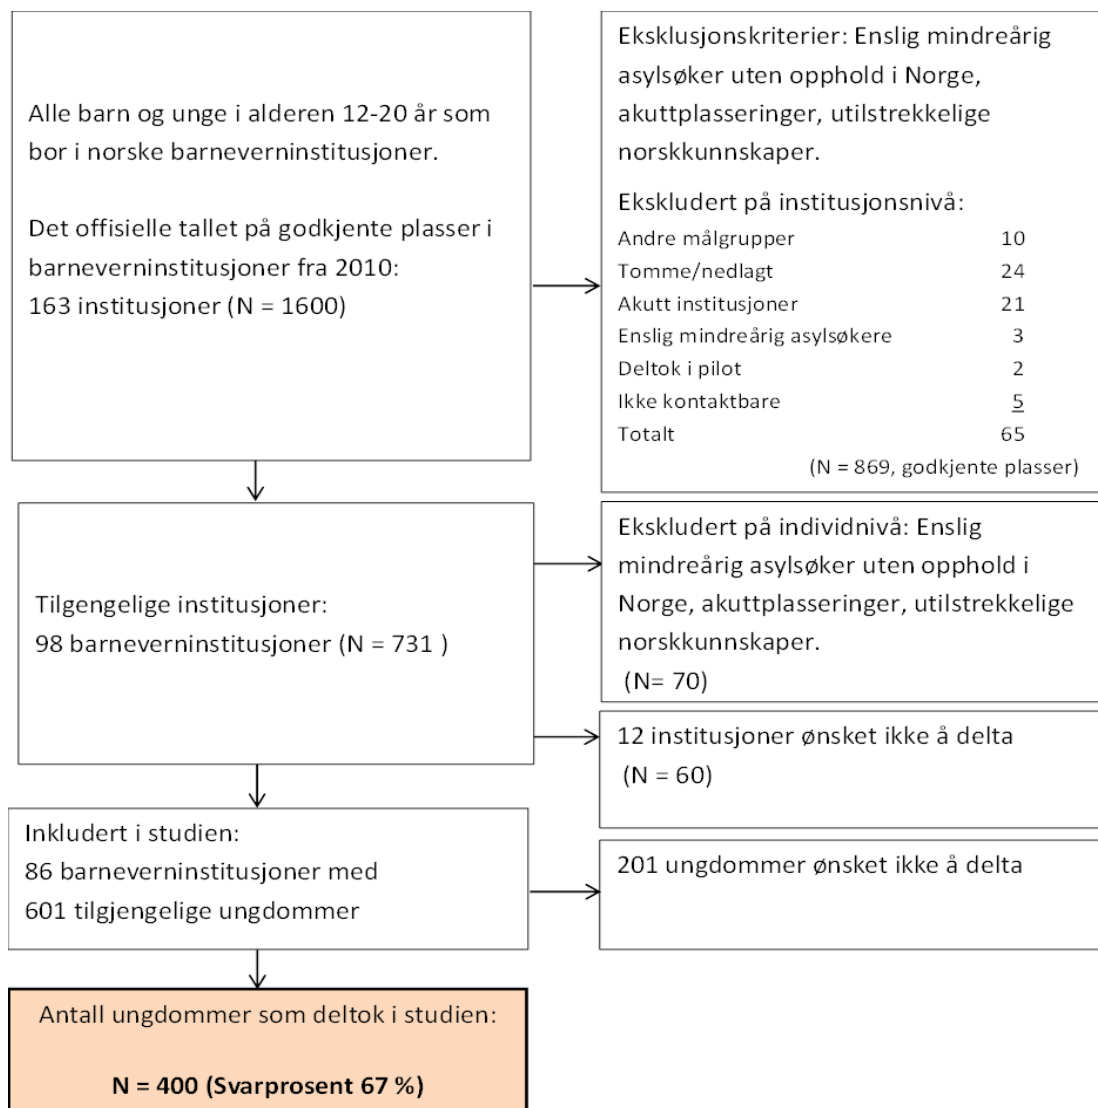 Alle barn og unge i alderen 12-20 år som
bor i norske barneverninstitusjoner.
Det offisielle tallet på godkjente plasser i
barneverninstitusjoner fra 2010:
163 institusjoner (N = 1600)
Eksklusjonskriterier: Enslig mindreårig
asylsøker uten opphold i Norge,
akuttplasseringer, utilstrekkelige
norskkunnskaper.
Ekskludert på institusjonsnivå:
Andre målgrupper 10
Tomme/nedlagt 24
Akutt institusjoner 21
Enslig mindreårig asylsøkere 3
Deltok i pilot 2
Ikke kontaktbare 5
Totalt 65
(N = 869, godkjente plasser)
Tilgengelige institusjoner:
98 barneverninstitusjoner (N = 731 )
Ekskludert på individnivå: Enslig
mindreårig asylsøker uten opphold i
Norge, akuttplasseringer, utilstrekkelige
norskkunnskaper.
(N= 70)
12 institusjoner ønsket ikke å delta
(N = 60)
Inkludert i studien:
86 barneverninstitusjoner med
601 tilgjengelige ungdommer
201 ungdommer ønsket ikke å delta
Antall ungdommer som deltok i studien:
N = 400 (Svarprosent 67 %)